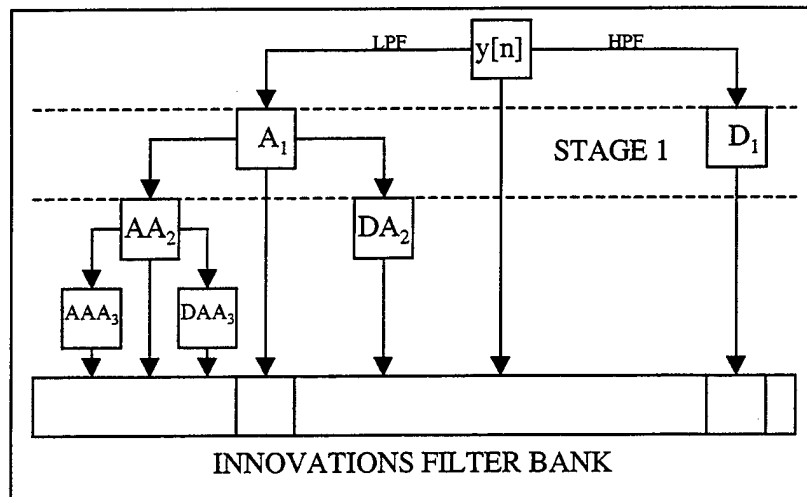 LPF y[n] HPF
A₁ STAGE 1 D₁
AA₂ DA₂
AAA₃ DAA₃
INNOVATIONS FILTER BANK